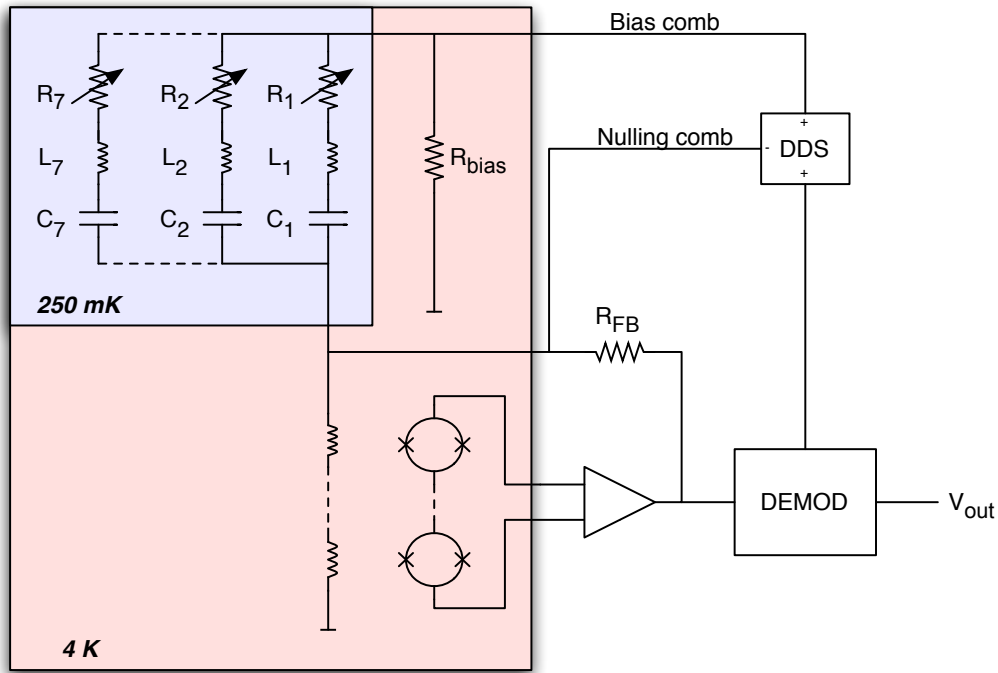 Bias comb
R7 R2 R1
Nulling comb
+
- DDS
+
L7 L2 L1 Rbias
C7 C2 C1
250 mK
RFB
DEMOD
Vout
4 K